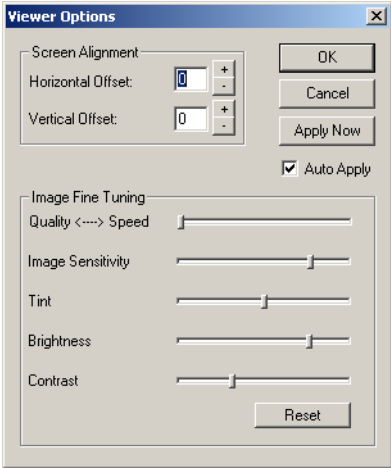 Viewer Options
Screen Alignment
Horizontal Offset: 0 + -
OK
Cancel
Vertical Offset: 0 + -
Apply Now
Auto Apply
Image Fine Tuning
Quality <----> Speed
Image Sensitivity
Tint
Brightness
Contrast
Reset